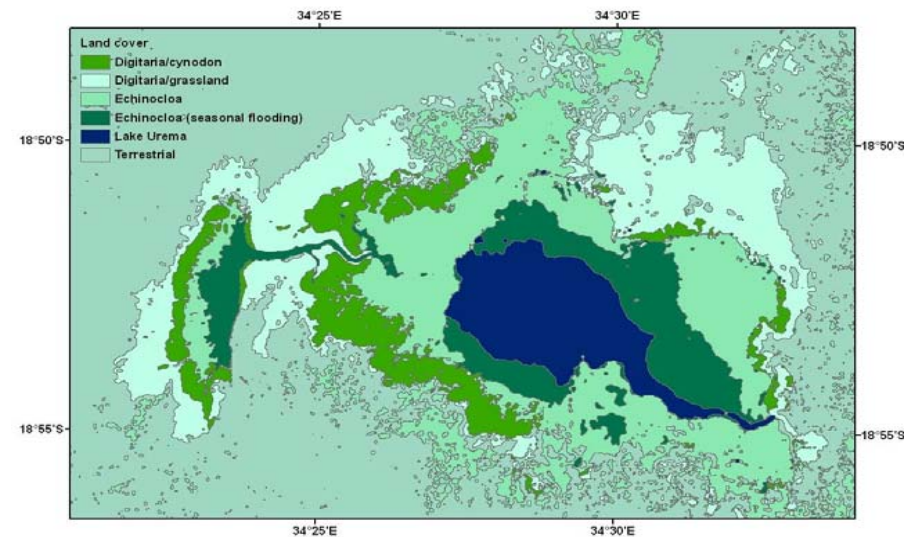 34°25'E 34°30'E
Land cover
Digitaria/cynodon
Digitaria/grassland
Echinocloa
Echinocloa (seasonal flooding)
Lake Urema
Terrestrial
18°50'S 18°50'S
18°55'S 18°55'S
34°25'E 34°30'E